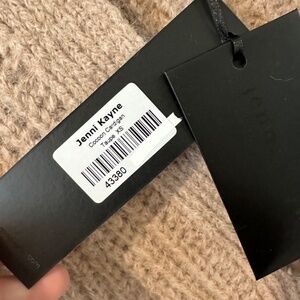 Jenni Kayne
Cocoon Cardigan
Taupe XS
43380